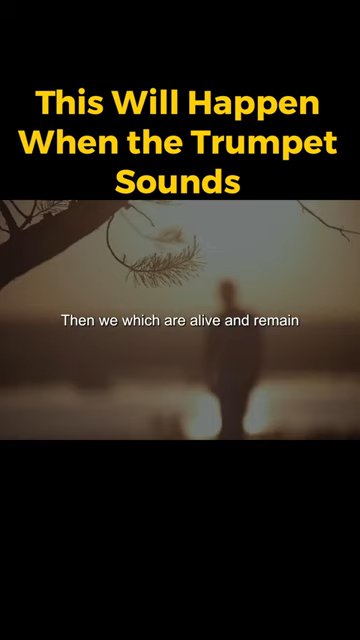 This Will Happen
When the Trumpet
Sounds
Then we which are alive and remain